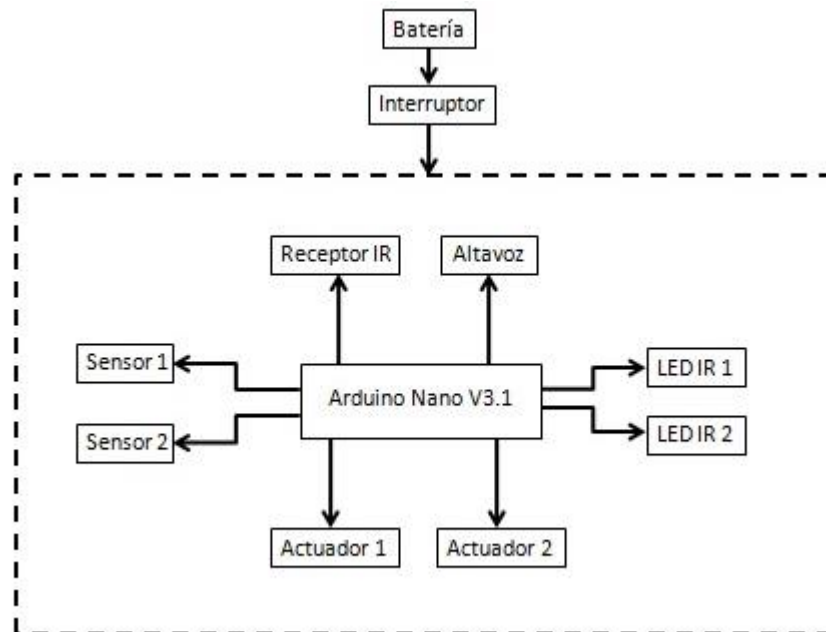 Batería
Interruptor
Receptor IR
Altavoz
Sensor 1
LED IR 1
Arduino Nano V3.1
Sensor 2
LED IR 2
Actuador 1
Actuador 2